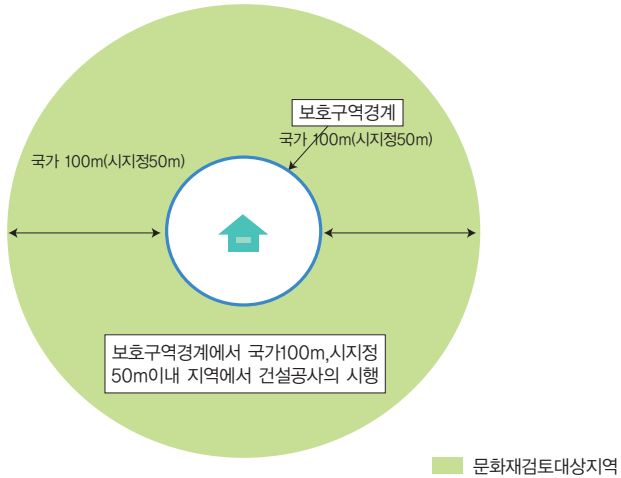 보호구역경계
국가 100m(시지정50m)
국가 100m(시지정50m)
보호구역경계에서 국가100m,시지정
50m이내 지역에서 건설공사의 시행
문화재검토대상지역